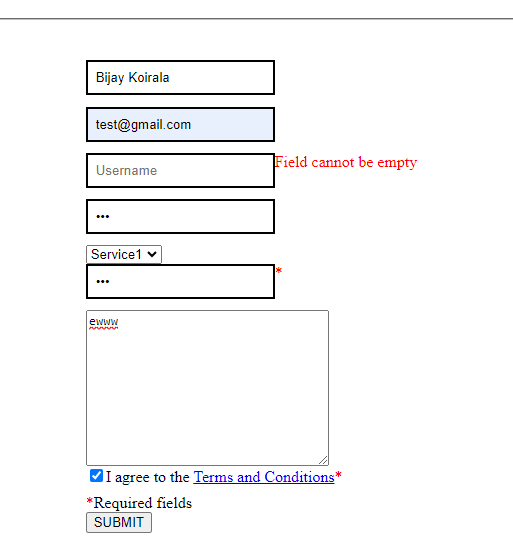 Bijay Koirala
test@gmail.com
Username Field cannot be empty
•••
Service1
••• *
ewww
I agree to the Terms and Conditions*
*Required fields
SUBMIT